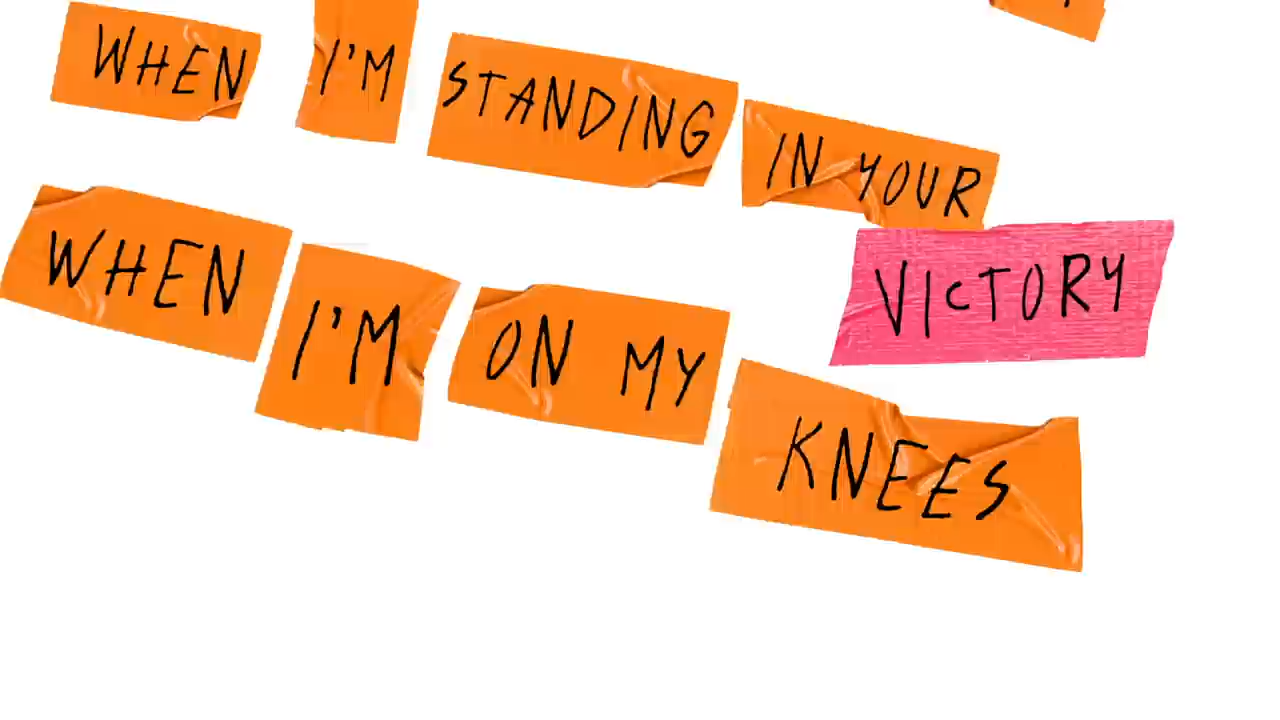 WHEN I'M STANDING IN YOUR
VICTORY
WHEN I'M ON MY
KNEES